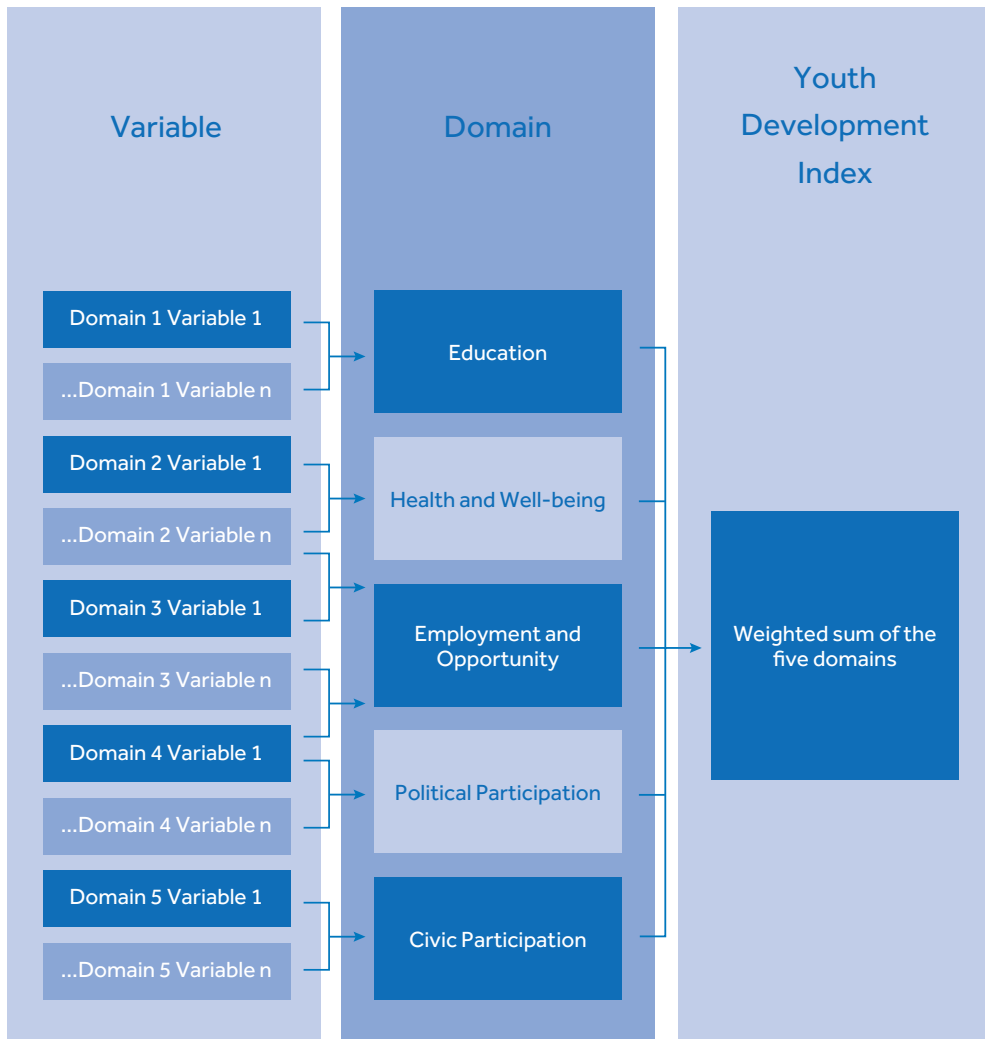 Variable
Domain
Youth
Development
Index
Domain 1 Variable 1
...Domain 1 Variable n
Domain 2 Variable 1
...Domain 2 Variable n
Domain 3 Variable 1
...Domain 3 Variable n
Domain 4 Variable 1
...Domain 4 Variable n
Domain 5 Variable 1
...Domain 5 Variable n
Education
Health and Well-being
Employment and
Opportunity
Political Participation
Civic Participation
Weighted sum of the
five domains